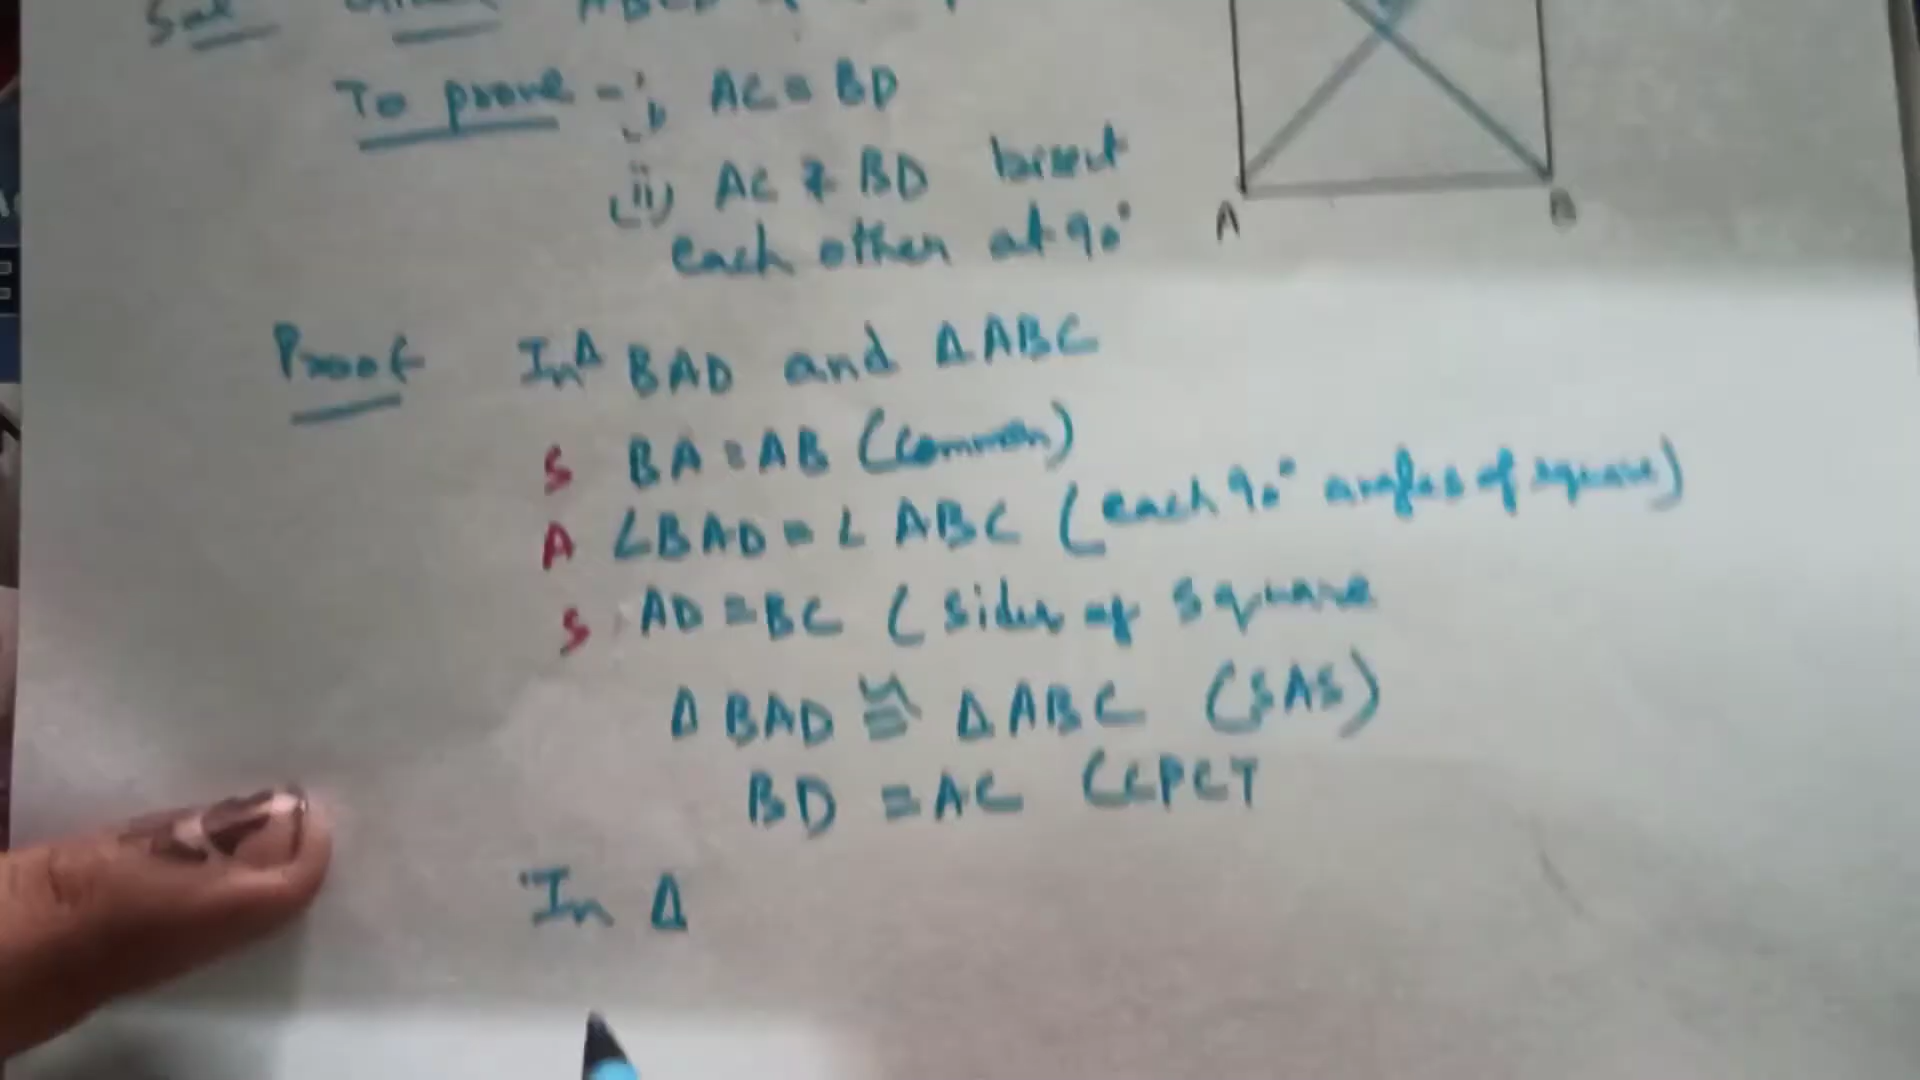 Sol ABCD
To prove - i) AC = BD
(ii) AC & BD bisect
each other at 90°
A B
Proof In Δ BAD and Δ ABC
S BA = AB (common)
A ∠BAD = ∠ ABC (each 90° angles of square)
S AD = BC (sides of square
Δ BAD ≅ Δ ABC (SAS)
BD = AC (CPCT
In Δ